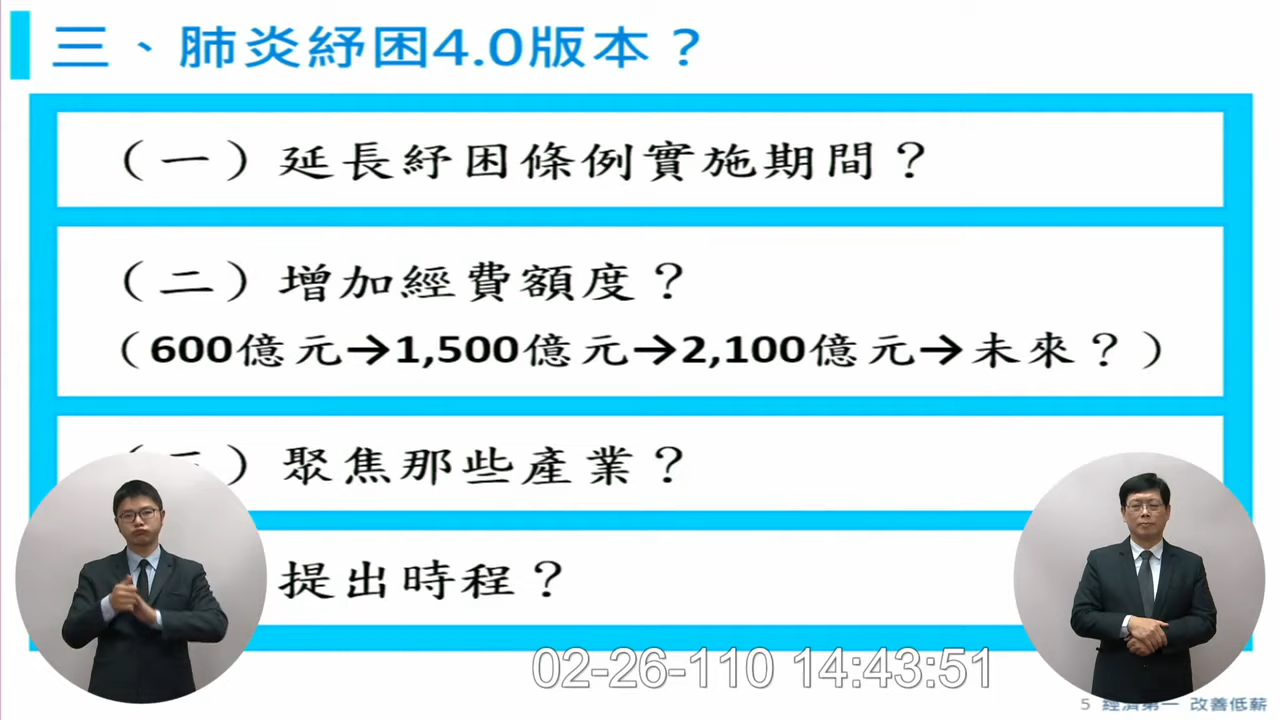 三、肺炎紓困4.0版本？
（一）延長紓困條例實施期間？
（二）增加經費額度？
（600億元→1,500億元→2,100億元→未來？）
）聚焦那些產業？
提出時程？
02-26-110 14:43:51
5 經濟第一 改善低薪